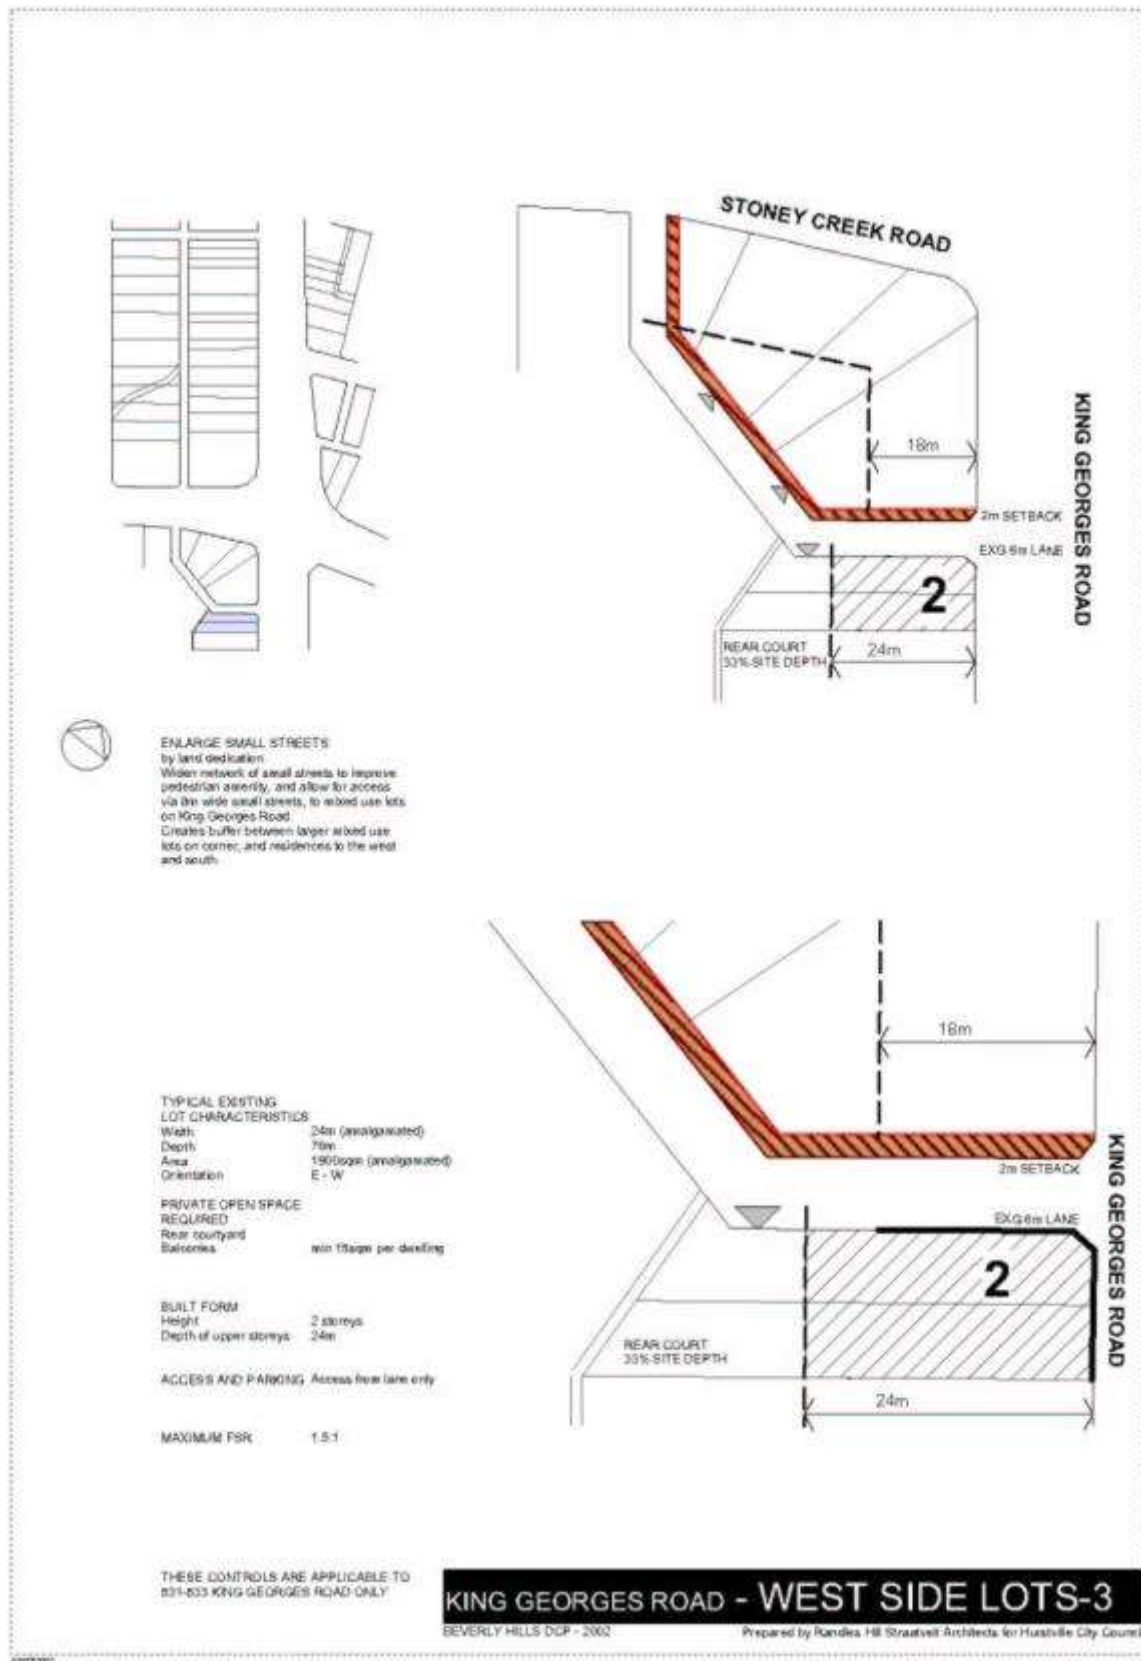 STONEY CREEK ROAD
KING GEORGES ROAD
18m
2m SETBACK
EXG 6m LANE
2
REAR COURT
33% SITE DEPTH
24m
ENLARGE SMALL STREETS
by land dedication
Widen network of small streets to improve
pedestrian amenity, and allow for access
via 8m wide small streets, to mixed use lots
on King Georges Road
Creates buffer between larger mixed use
lots on corner, and residences to the west
and south
18m
2m SETBACK
KING GEORGES ROAD
EXG 6m LANE
2
REAR COURT
33% SITE DEPTH
24m
TYPICAL EXISTING
LOT CHARACTERISTICS
Width 24m (amalgamated)
Depth
Area 1900sqm (amalgamated)
Orientation E - W
PRIVATE OPEN SPACE
REQUIRED
Rear courtyard
Balconies min 15sqm per dwelling
BUILT FORM
Height 2 storeys
Depth of upper storeys 24m
ACCESS AND PARKING Access from lane only
MAXIMUM FSR 1.5:1
THESE CONTROLS ARE APPLICABLE TO
831-833 KING GEORGES ROAD ONLY
KING GEORGES ROAD - WEST SIDE LOTS-3
BEVERLY HILLS DCP - 2002 Prepared by Hill Architects for Hurstville City Council